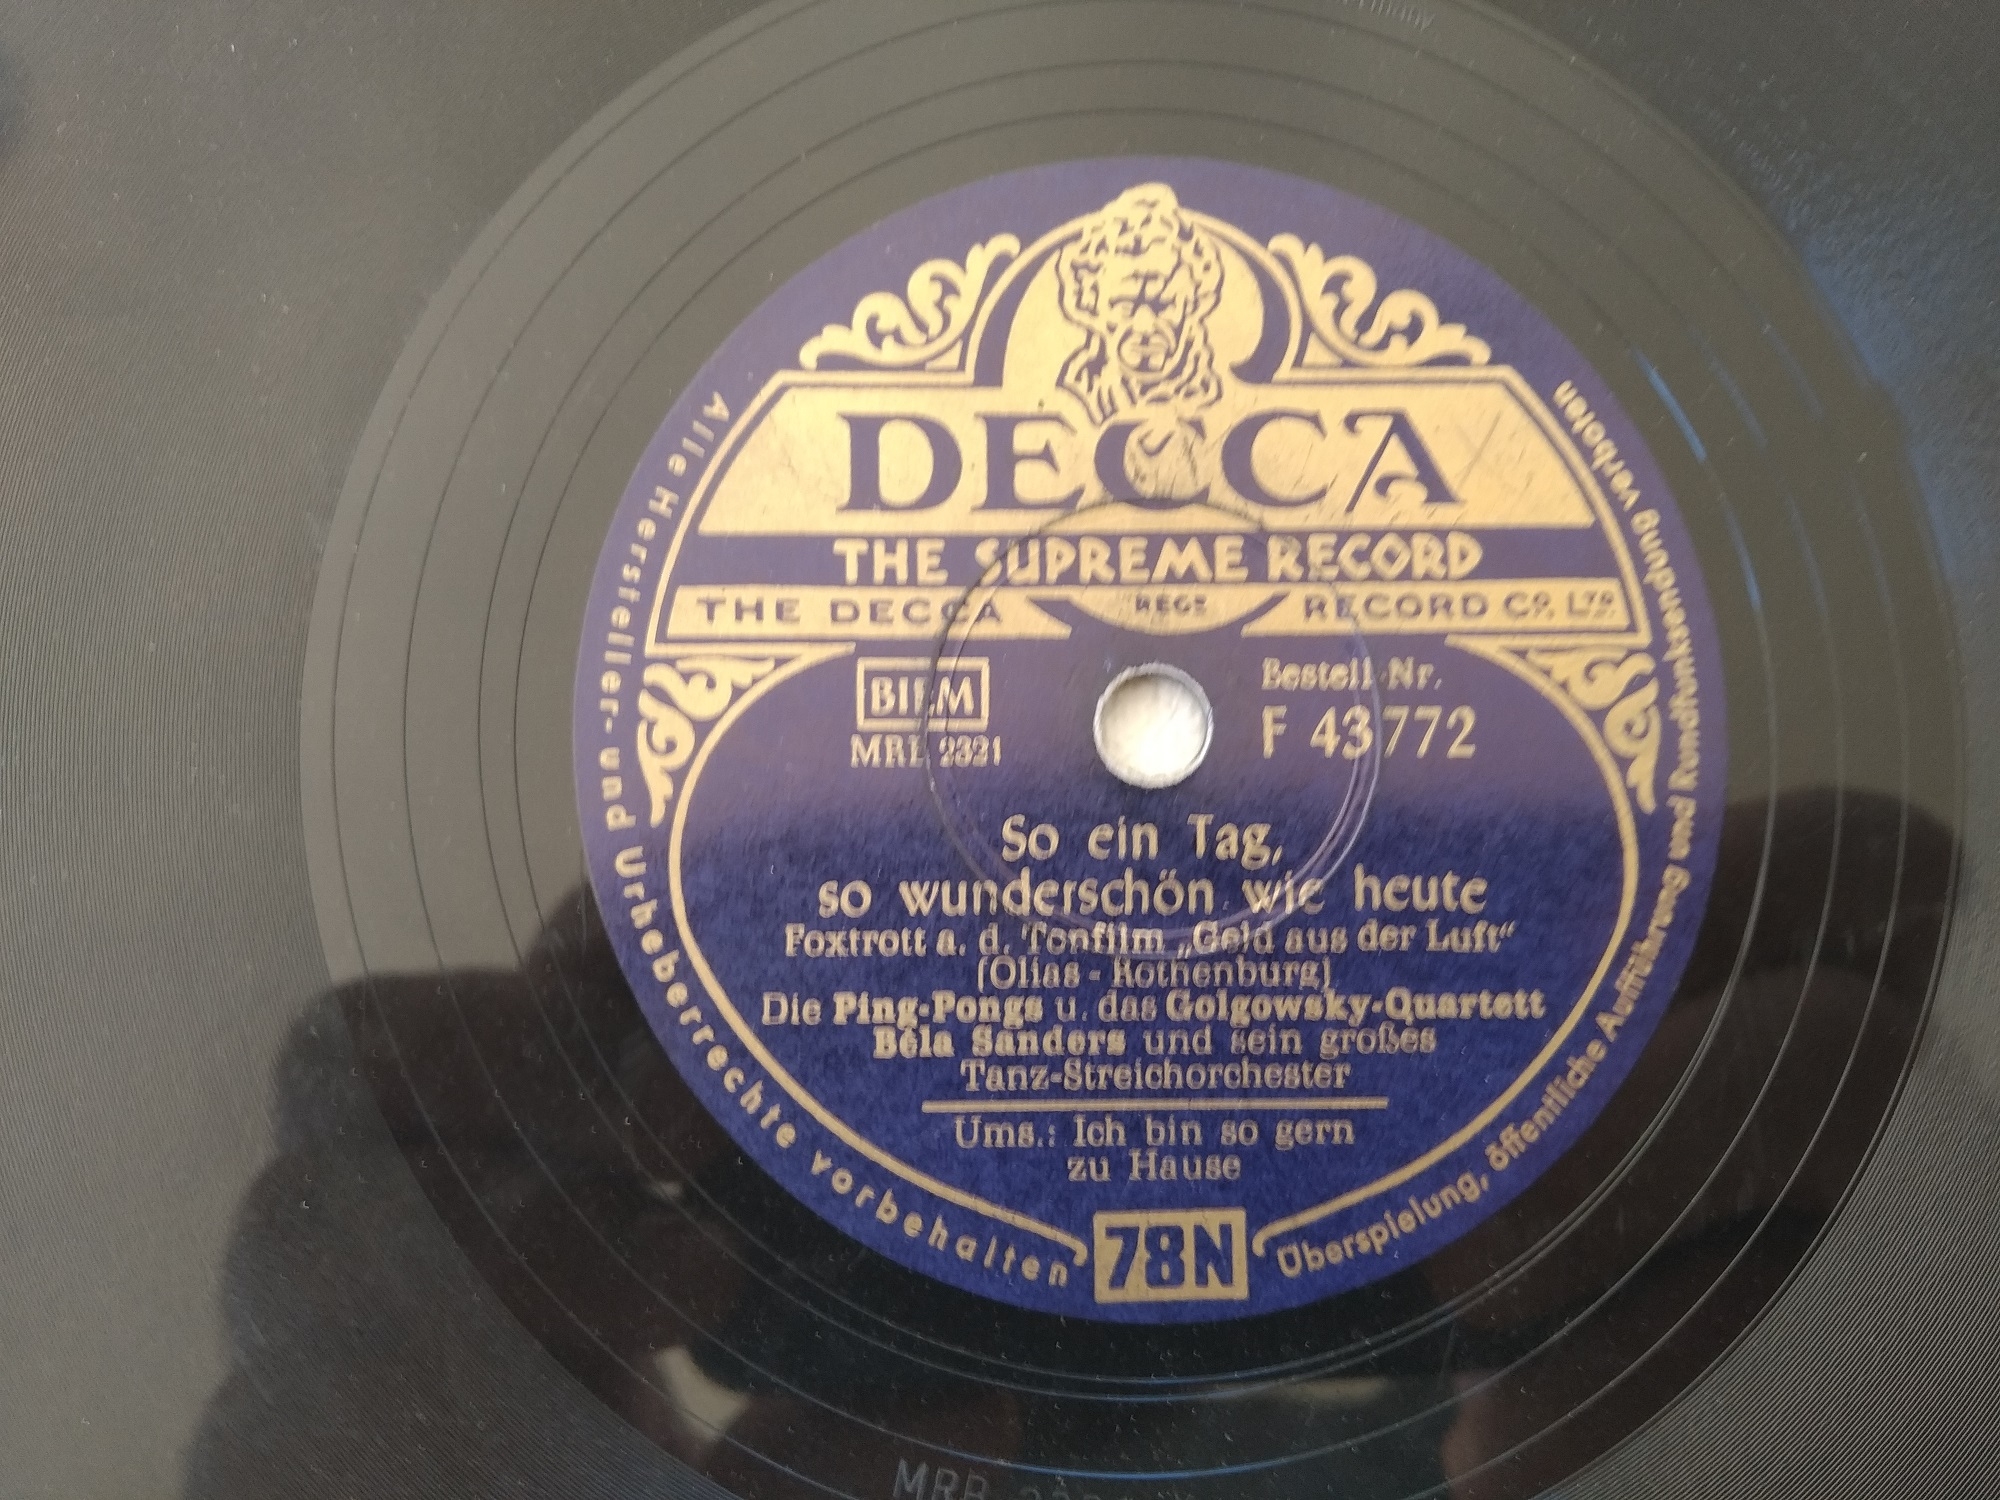 DECCA
THE SUPREME RECORD
THE DECCA REGD RECORD CO. LTD.
BIEM
MRB 2321
Bestell-Nr.
F 43772
So ein Tag,
so wunderschön wie heute
Foxtrott a. d. Tonfilm „Geld aus der Luft“
(Olias - Rothenburg)
Die Ping-Pongs u. das Golgowsky-Quartett
Béla Sanders und sein großes
Tanz-Streichorchester
Ums.: Ich bin so gern
zu Hause
78N
Alle Hersteller- und Urheberrechte vorbehalten
Überspielung, öffentliche Aufführung und Rundfunksendung verboten
MRB